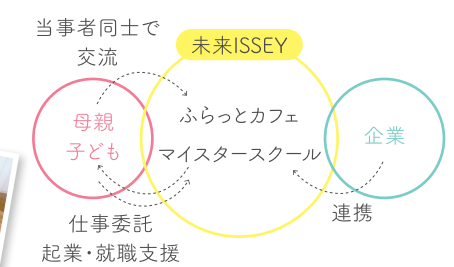 当事者同士で
交流
未来ISSEY
母親
子ども
ふらっとカフェ
マイスタースクール
企業
仕事委託
起業・就職支援
連携